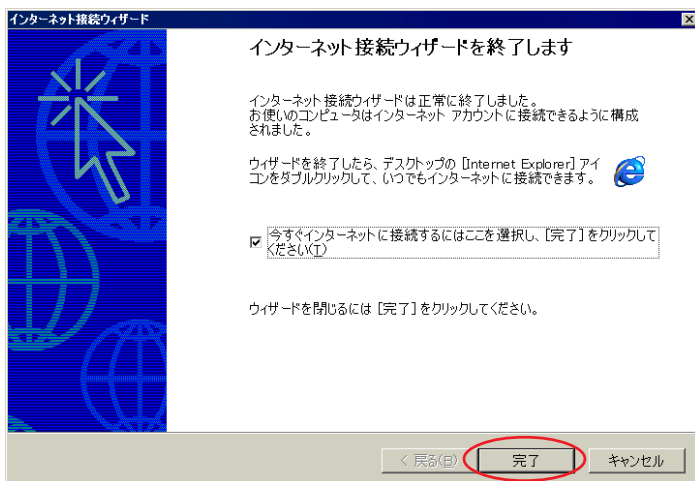 インターネット接続ウィザード
インターネット接続ウィザードを終了します
インターネット接続ウィザードは正常に終了しました。
お使いのコンピュータはインターネット アカウントに接続できるように構成
されました。
ウィザードを終了したら、デスクトップの [Internet Explorer] アイ
コンをダブルクリックして、いつでもインターネットに接続できます。
今すぐインターネットに接続するにはここを選択し、[完了] をクリックして
ください(T)
ウィザードを閉じるには [完了] をクリックしてください。
< 戻る(B)
完了
キャンセル